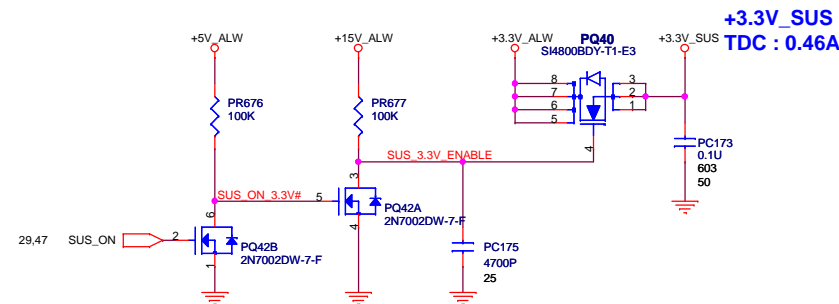 +3.3V_SUS
TDC : 0.46A
+5V_ALW
+15V_ALW
+3.3V_ALW
PQ40
SI4800BDY-T1-E3
+3.3V_SUS
8
7
6
5
3
2
1
4
PR676
100K
PR677
100K
PC173
0.1U
603
50
SUS_3.3V_ENABLE
3
SUS_ON_3.3V#
5
PQ42A
2N7002DW-7-F
4
6
29,47
SUS_ON
2
PQ42B
2N7002DW-7-F
1
PC175
4700P
25